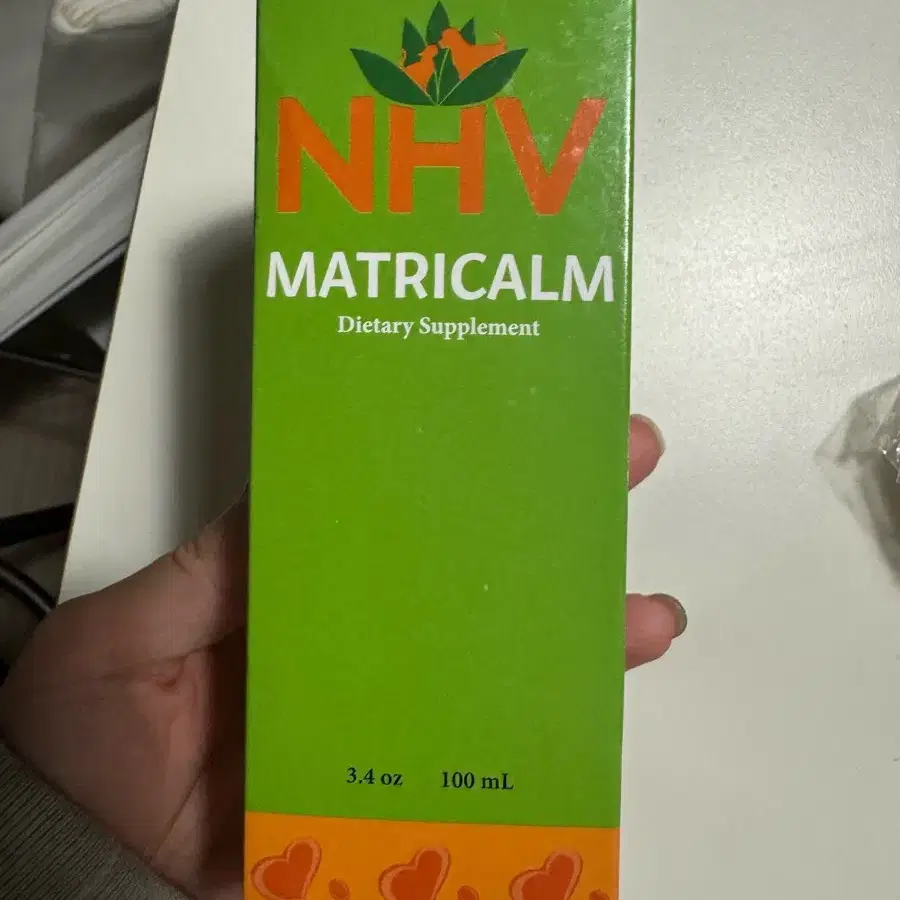 NHV
MATRICALM
Dietary Supplement
3.4 oz 100 mL